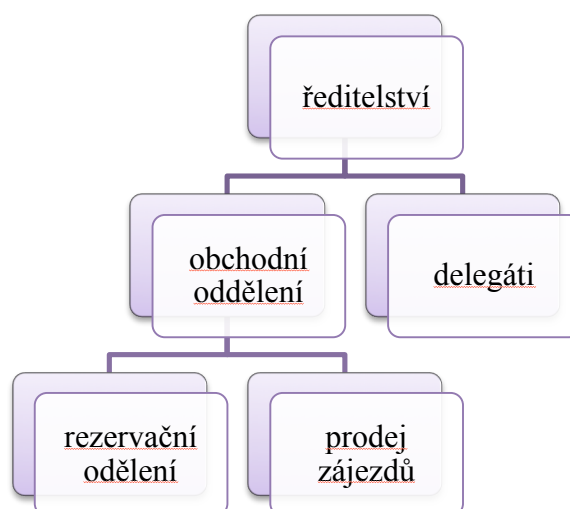 ředitelství
obchodní
oddělení
delegáti
rezervační
odělení
prodej
zájezdů